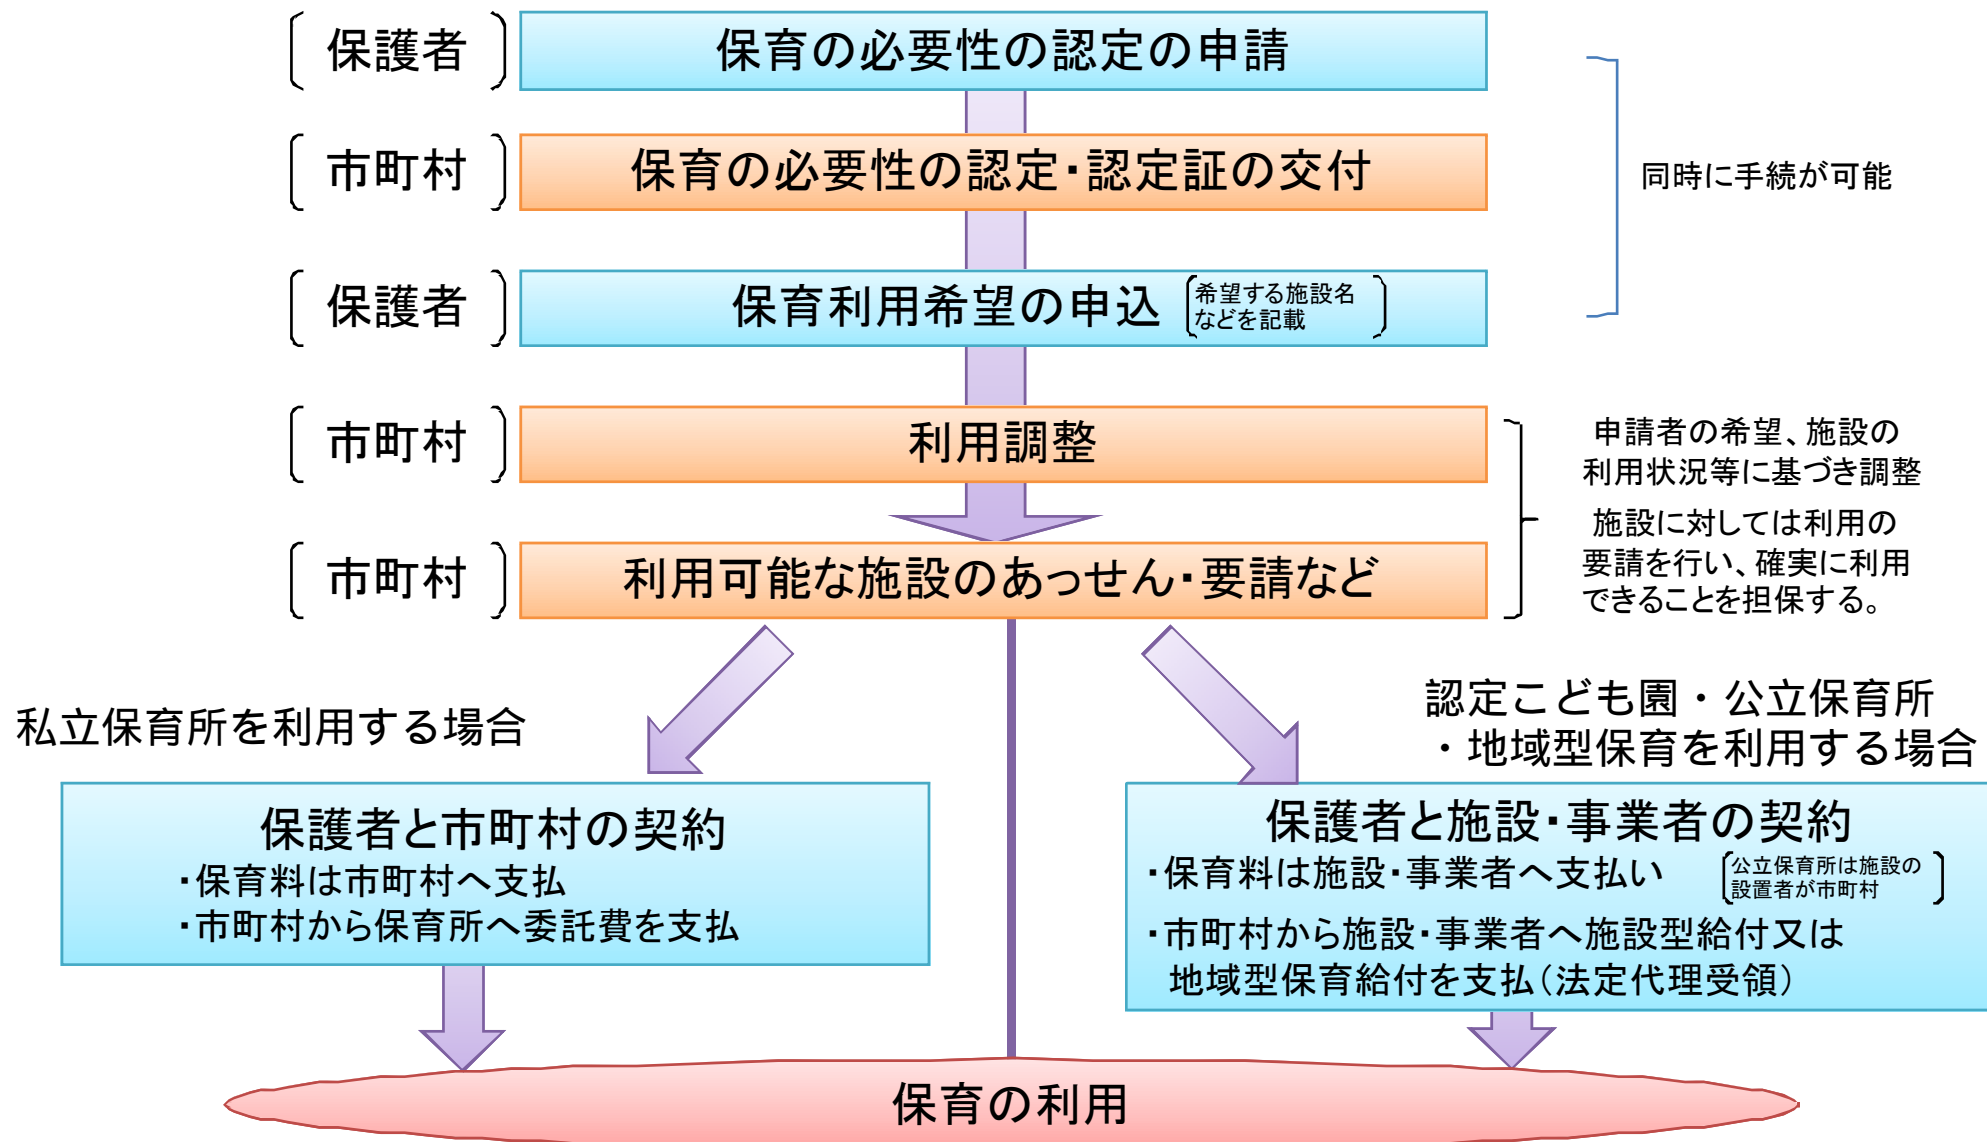 〔 保護者 〕 保育の必要性の認定の申請
〔 市町村 〕 保育の必要性の認定・認定証の交付
同時に手続が可能
〔 保護者 〕 保育利用希望の申込
希望する施設名
などを記載
〔 市町村 〕 利用調整
申請者の希望、施設の
利用状況等に基づき調整
〔 市町村 〕 利用可能な施設のあっせん・要請など
施設に対しては利用の
要請を行い、確実に利用
できることを担保する。
私立保育所を利用する場合
保護者と市町村の契約
・保育料は市町村へ支払
・市町村から保育所へ委託費を支払
認定こども園・公立保育所
・地域型保育を利用する場合
保護者と施設・事業者の契約
・保育料は施設・事業者へ支払い
公立保育所は施設の
設置者が市町村
・市町村から施設・事業者へ施設型給付又は
地域型保育給付を支払（法定代理受領）
保育の利用